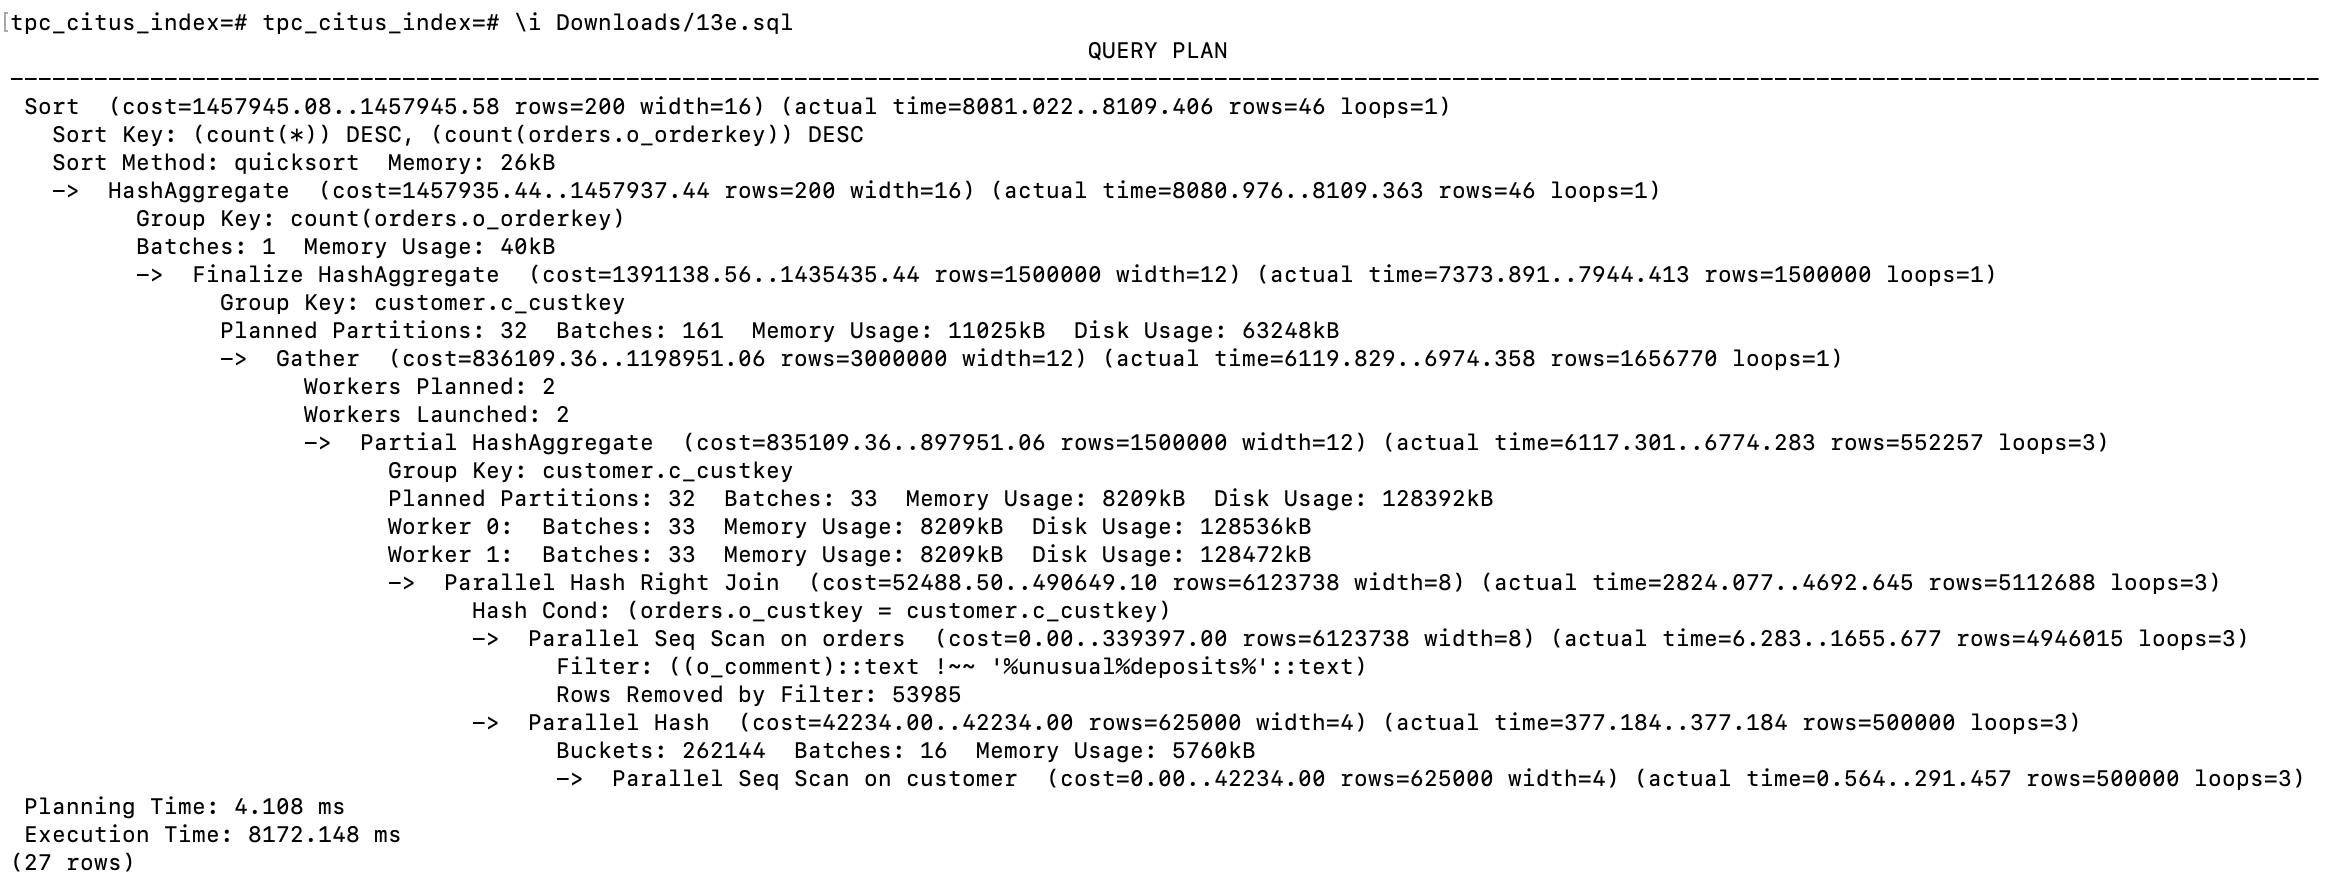 [tpc_citus_index=# tpc_citus_index=# \i Downloads/13e.sql
QUERY PLAN
---------------------------------------------------------------------------------------------------------------------------------------------------------------------
Sort  (cost=1457945.08..1457945.58 rows=200 width=16) (actual time=8081.022..8109.406 rows=46 loops=1)
Sort Key: (count(*)) DESC, (count(orders.o_orderkey)) DESC
Sort Method: quicksort  Memory: 26kB
->  HashAggregate  (cost=1457935.44..1457937.44 rows=200 width=16) (actual time=8080.976..8109.363 rows=46 loops=1)
Group Key: count(orders.o_orderkey)
Batches: 1  Memory Usage: 40kB
->  Finalize HashAggregate  (cost=1391138.56..1435435.44 rows=1500000 width=12) (actual time=7373.891..7944.413 rows=1500000 loops=1)
Group Key: customer.c_custkey
Planned Partitions: 32  Batches: 161  Memory Usage: 11025kB  Disk Usage: 63248kB
->  Gather  (cost=836109.36..1198951.06 rows=3000000 width=12) (actual time=6119.829..6974.358 rows=1656770 loops=1)
Workers Planned: 2
Workers Launched: 2
->  Partial HashAggregate  (cost=835109.36..897951.06 rows=1500000 width=12) (actual time=6117.301..6774.283 rows=552257 loops=3)
Group Key: customer.c_custkey
Planned Partitions: 32  Batches: 33  Memory Usage: 8209kB  Disk Usage: 128392kB
Worker 0:  Batches: 33  Memory Usage: 8209kB  Disk Usage: 128536kB
Worker 1:  Batches: 33  Memory Usage: 8209kB  Disk Usage: 128472kB
->  Parallel Hash Right Join  (cost=52488.50..490649.10 rows=6123738 width=8) (actual time=2824.077..4692.645 rows=5112688 loops=3)
Hash Cond: (orders.o_custkey = customer.c_custkey)
->  Parallel Seq Scan on orders  (cost=0.00..339397.00 rows=6123738 width=8) (actual time=6.283..1655.677 rows=4946015 loops=3)
Filter: ((o_comment)::text !~~ '%unusual%deposits%'::text)
Rows Removed by Filter: 53985
->  Parallel Hash  (cost=42234.00..42234.00 rows=625000 width=4) (actual time=377.184..377.184 rows=500000 loops=3)
Buckets: 262144  Batches: 16  Memory Usage: 5760kB
->  Parallel Seq Scan on customer  (cost=0.00..42234.00 rows=625000 width=4) (actual time=0.564..291.457 rows=500000 loops=3)
Planning Time: 4.108 ms
Execution Time: 8172.148 ms
(27 rows)